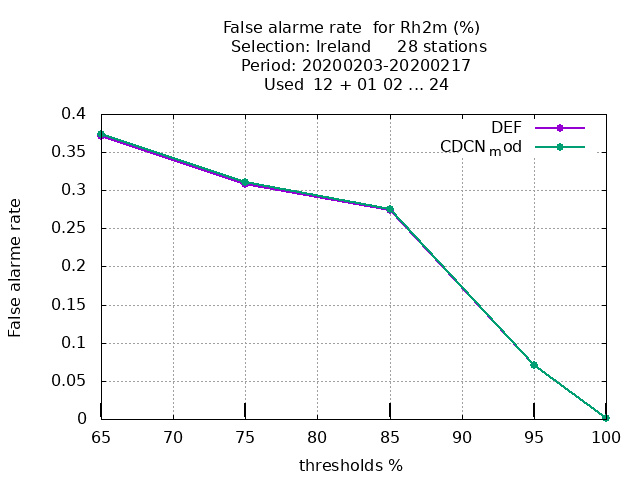 False alarme rate  for Rh2m (%)
Selection: Ireland     28 stations
Period: 20200203-20200217
Used  12 + 01 02 ... 24
DEF
CDCNmod
0.4
0.35
0.3
0.25
0.2
0.15
0.1
0.05
0
False alarme rate
65 70 75 80 85 90 95 100
thresholds %